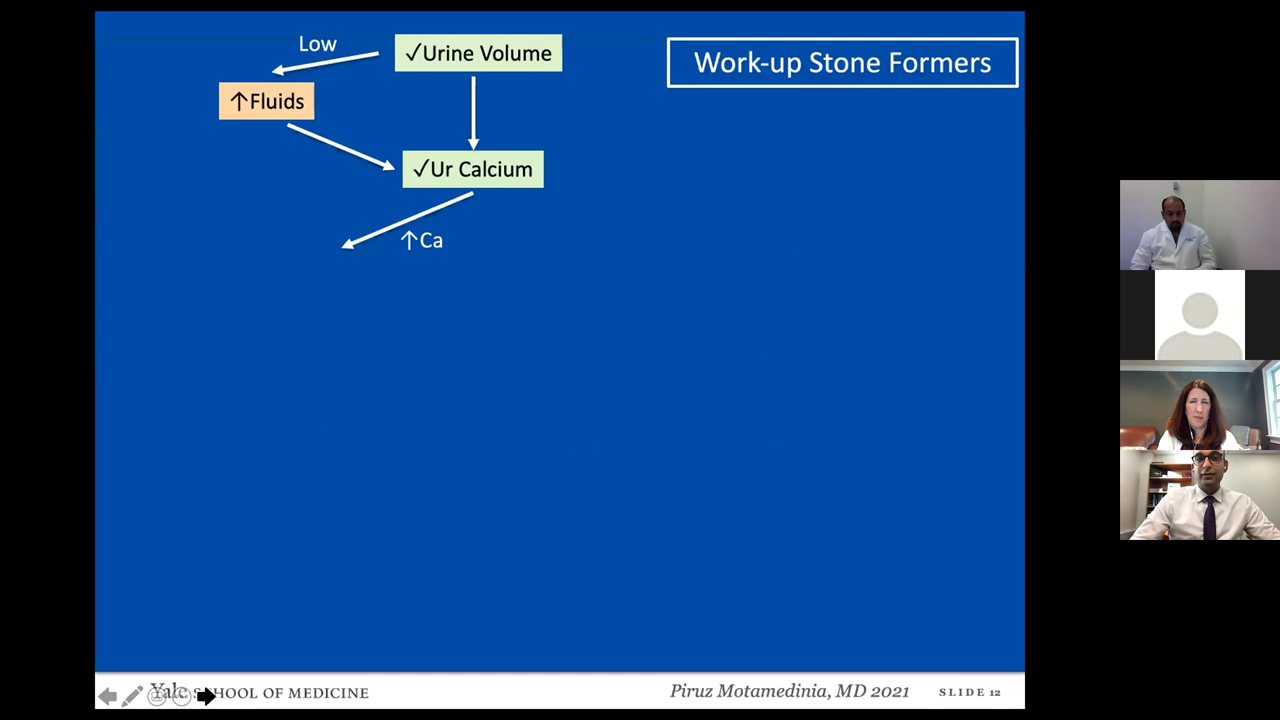 Low
✓Urine Volume
Work-up Stone Formers
↑Fluids
✓Ur Calcium
↑Ca
Yale SCHOOL OF MEDICINE
Piruz Motamedinia, MD 2021
SLIDE 12